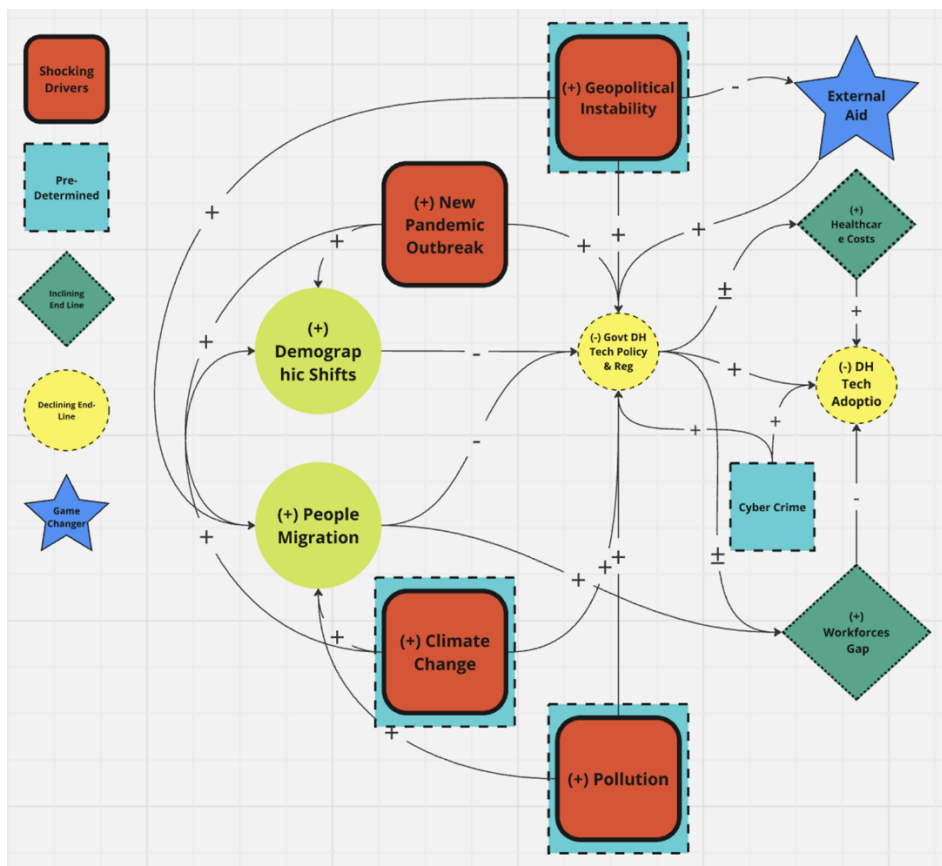 Shocking
Drivers
Pre-
Determined
Inclining
End Line
Declining End-
Line
Game
Changer
(+) Geopolitical
Instability
-
External
Aid
+
(+) New
Pandemic
Outbreak
+
+
+
+
(+)
Healthcar
e Costs
±
+
+
(+)
Demograp
hic Shifts
-
(-) Govt DH
Tech Policy
& Reg
+
(-) DH
Tech
Adoptio
-
+
+
Cyber Crime
(+) People
Migration
-
+
±
+
+
+
(+) Climate
Change
+
(+)
Workforces
Gap
+
(+) Pollution